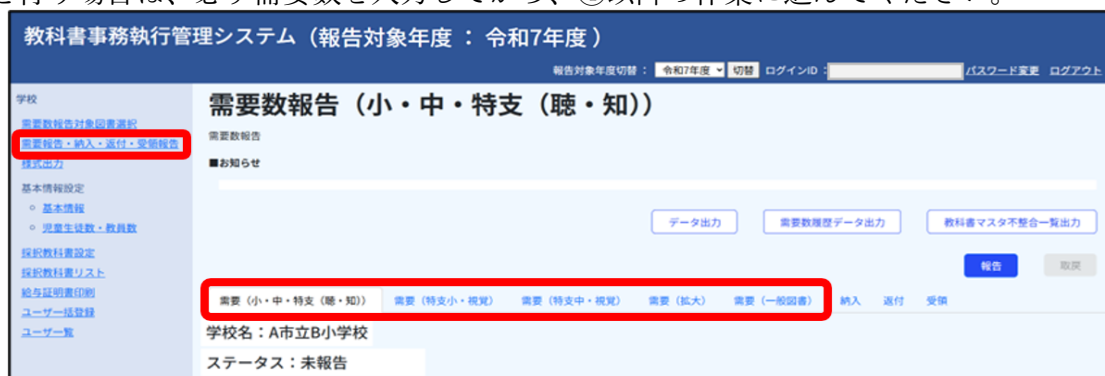 を行う場合は、必ず需要数を入力してから、②以降の作業に進んでください。
教科書事務執行管理システム（報告対象年度 ： 令和7年度 ）
報告対象年度切替 ： 令和7年度 切替 ログインID : パスワード変更 ログアウト
学校
需要数報告対象図書選択
需要報告・納入・返付・受領報告
様式出力
基本情報設定
基本情報
児童生徒数・教員数
採択教科書設定
採択教科書リスト
給与証明書印刷
ユーザー括登録
ユーザ一覧
需要数報告（小・中・特支（聴・知））
需要数報告
■お知らせ
データ出力 需要数履歴データ出力 教科書マスタ不整合一覧出力
報告 取戻
需要（小・中・特支（聴・知）） 需要（特支小・視覚） 需要（特支中・視覚） 需要（拡大） 需要（一般図書） 納入 返付 受領
学校名：A市立B小学校
ステータス：未報告